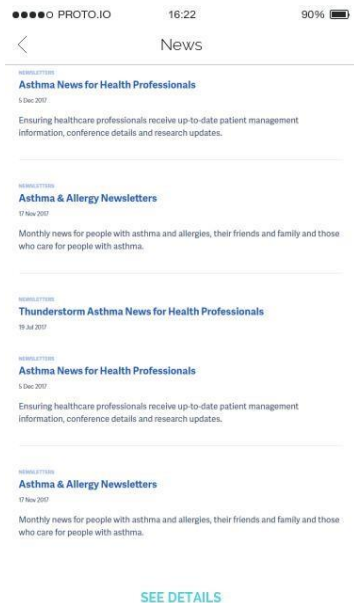 PROTO.IO 16:22 90%
News
NEWSLETTERS
Asthma News for Health Professionals
5 Dec 2017
Ensuring healthcare professionals receive up-to-date patient management
information, conference details and research updates.
NEWSLETTERS
Asthma & Allergy Newsletters
17 Nov 2017
Monthly news for people with asthma and allergies, their friends and family and those
who care for people with asthma.
NEWSLETTERS
Thunderstorm Asthma News for Health Professionals
19 Jul 2017
NEWSLETTERS
Asthma News for Health Professionals
5 Dec 2017
Ensuring healthcare professionals receive up-to-date patient management
information, conference details and research updates.
NEWSLETTERS
Asthma & Allergy Newsletters
17 Nov 2017
Monthly news for people with asthma and allergies, their friends and family and those
who care for people with asthma.
SEE DETAILS